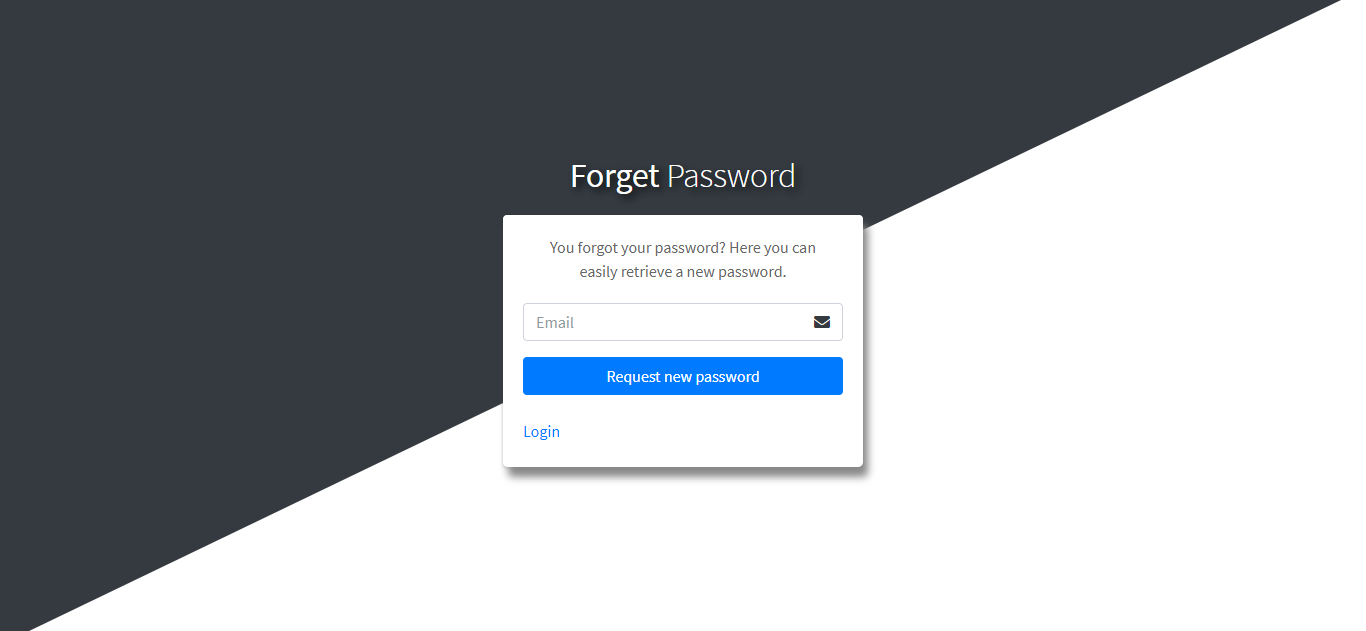 Forget Password
You forgot your password? Here you can
easily retrieve a new password.
Email
Request new password
Login